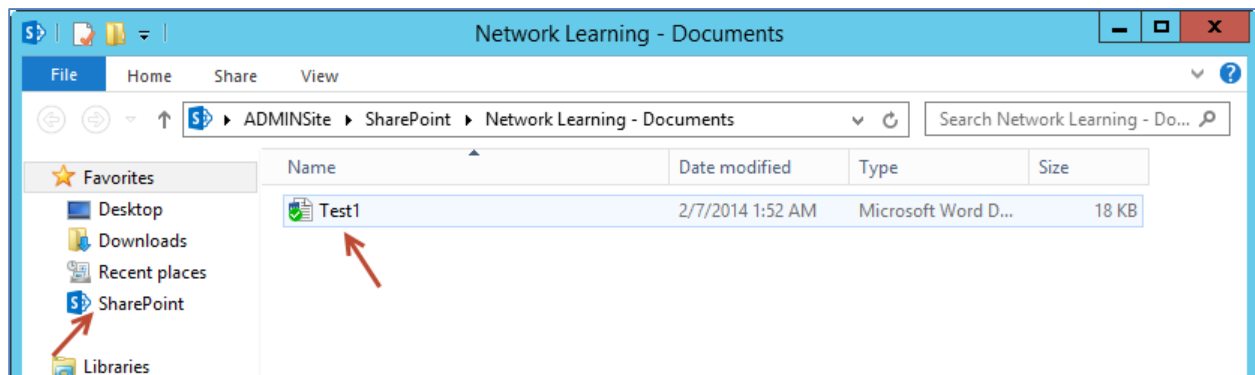 Network Learning - Documents
File Home Share View
ADMINSite SharePoint Network Learning - Documents Search Network Learning - Do...
Favorites Name Date modified Type Size
Desktop Test1 2/7/2014 1:52 AM Microsoft Word D... 18 KB
Downloads
Recent places
SharePoint
Libraries